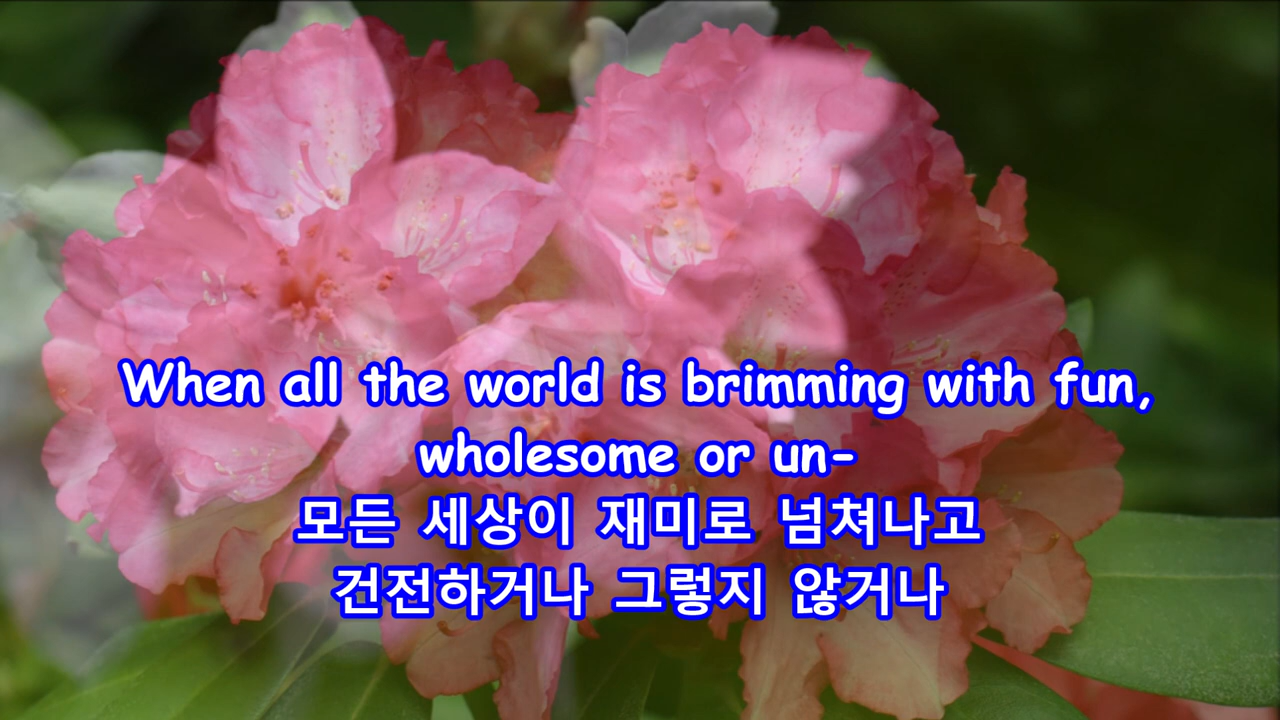 When all the world is brimming with fun,
wholesome or un-
모든 세상이 재미로 넘쳐나고
건전하거나 그렇지 않거나